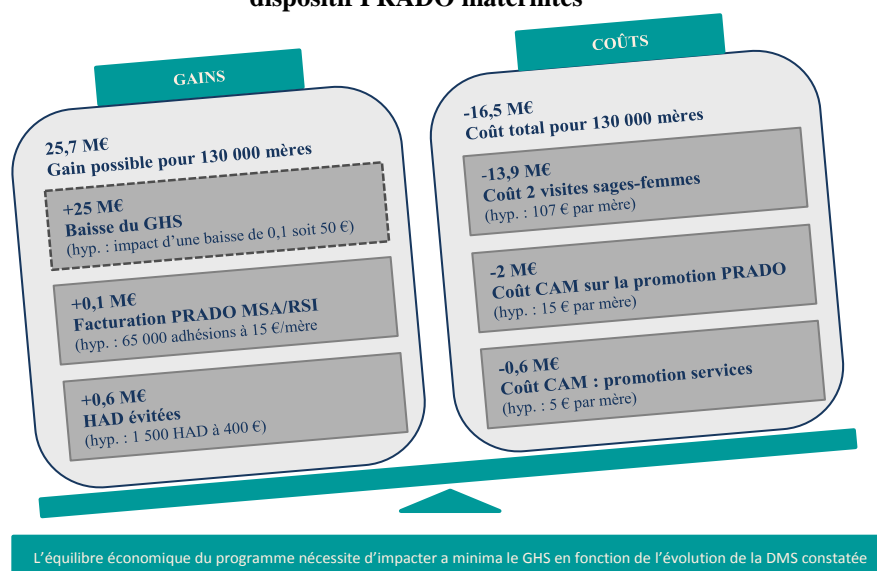 dispositif PRADO maternités
GAINS
25,7 M€
Gain possible pour 130 000 mères
+25 M€
Baisse du GHS
(hyp. : impact d'une baisse de 0,1 soit 50 €)
+0,1 M€
Facturation PRADO MSA/RSI
(hyp. : 65 000 adhésions à 15 €/mère
+0,6 M€
HAD évitées
(hyp. : 1 500 HAD à 400 €)
COÛTS
-16,5 M€
Coût total pour 130 000 mères
-13,9 M€
Coût 2 visites sages-femmes
(hyp. : 107 € par mère)
-2 M€
Coût CAM sur la promotion PRADO
(hyp. : 15 € par mère)
-0,6 M€
Coût CAM : promotion services
(hyp. : 5 € par mère)
L'équilibre économique du programme nécessite d'impacter a minima le GHS en fonction de l'évolution de la DMS constatée